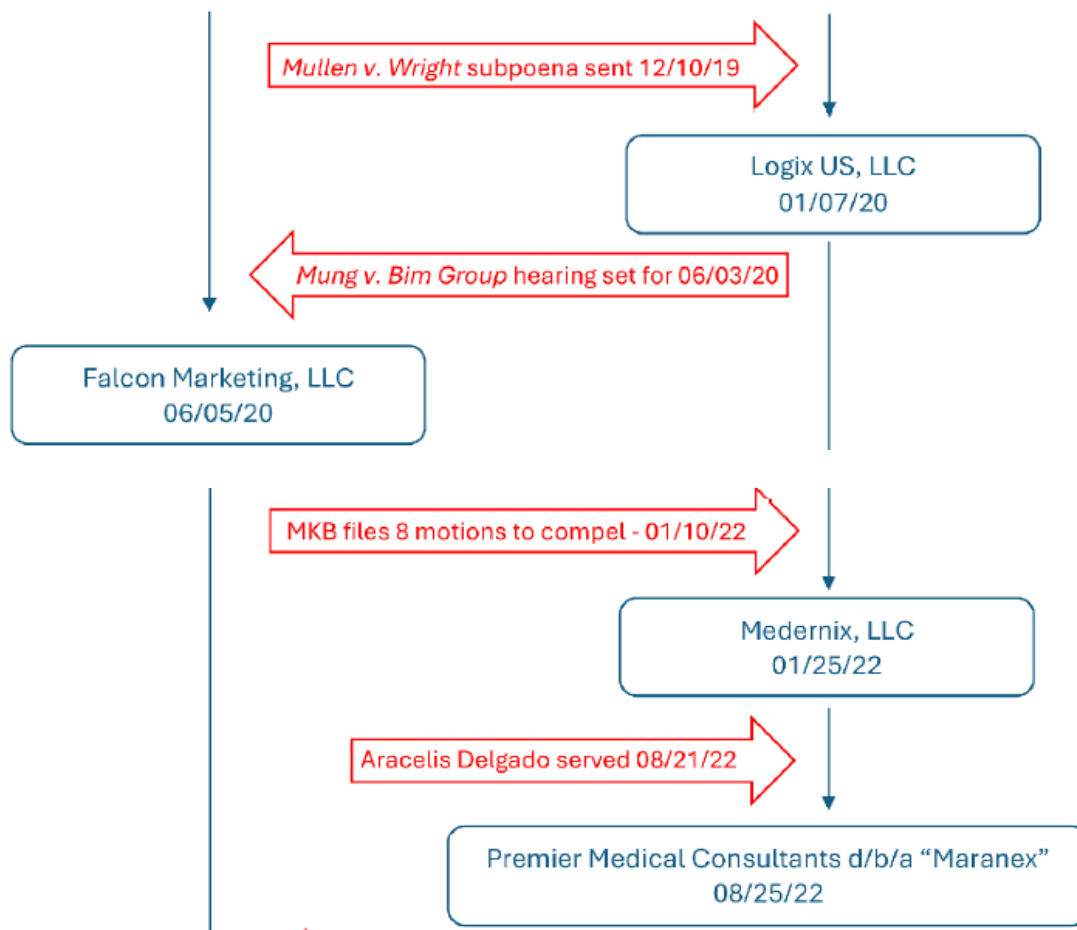 Mullen v. Wright subpoena sent 12/10/19
Logix US, LLC
01/07/20
Mung v. Bim Group hearing set for 06/03/20
Falcon Marketing, LLC
06/05/20
MKB files 8 motions to compel - 01/10/22
Medernix, LLC
01/25/22
Aracelis Delgado served 08/21/22
Premier Medical Consultants d/b/a “Maranex”
08/25/22